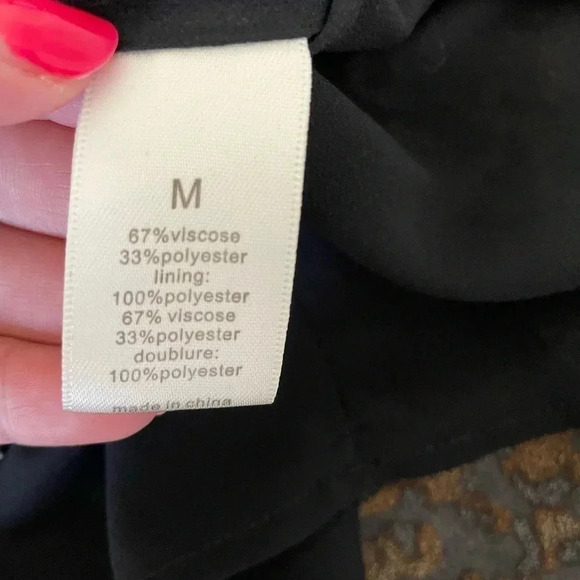 M
67%viscose
33%polyester
lining:
100%polyester
67% viscose
33%polyester
doublure:
100%polyester
made in china